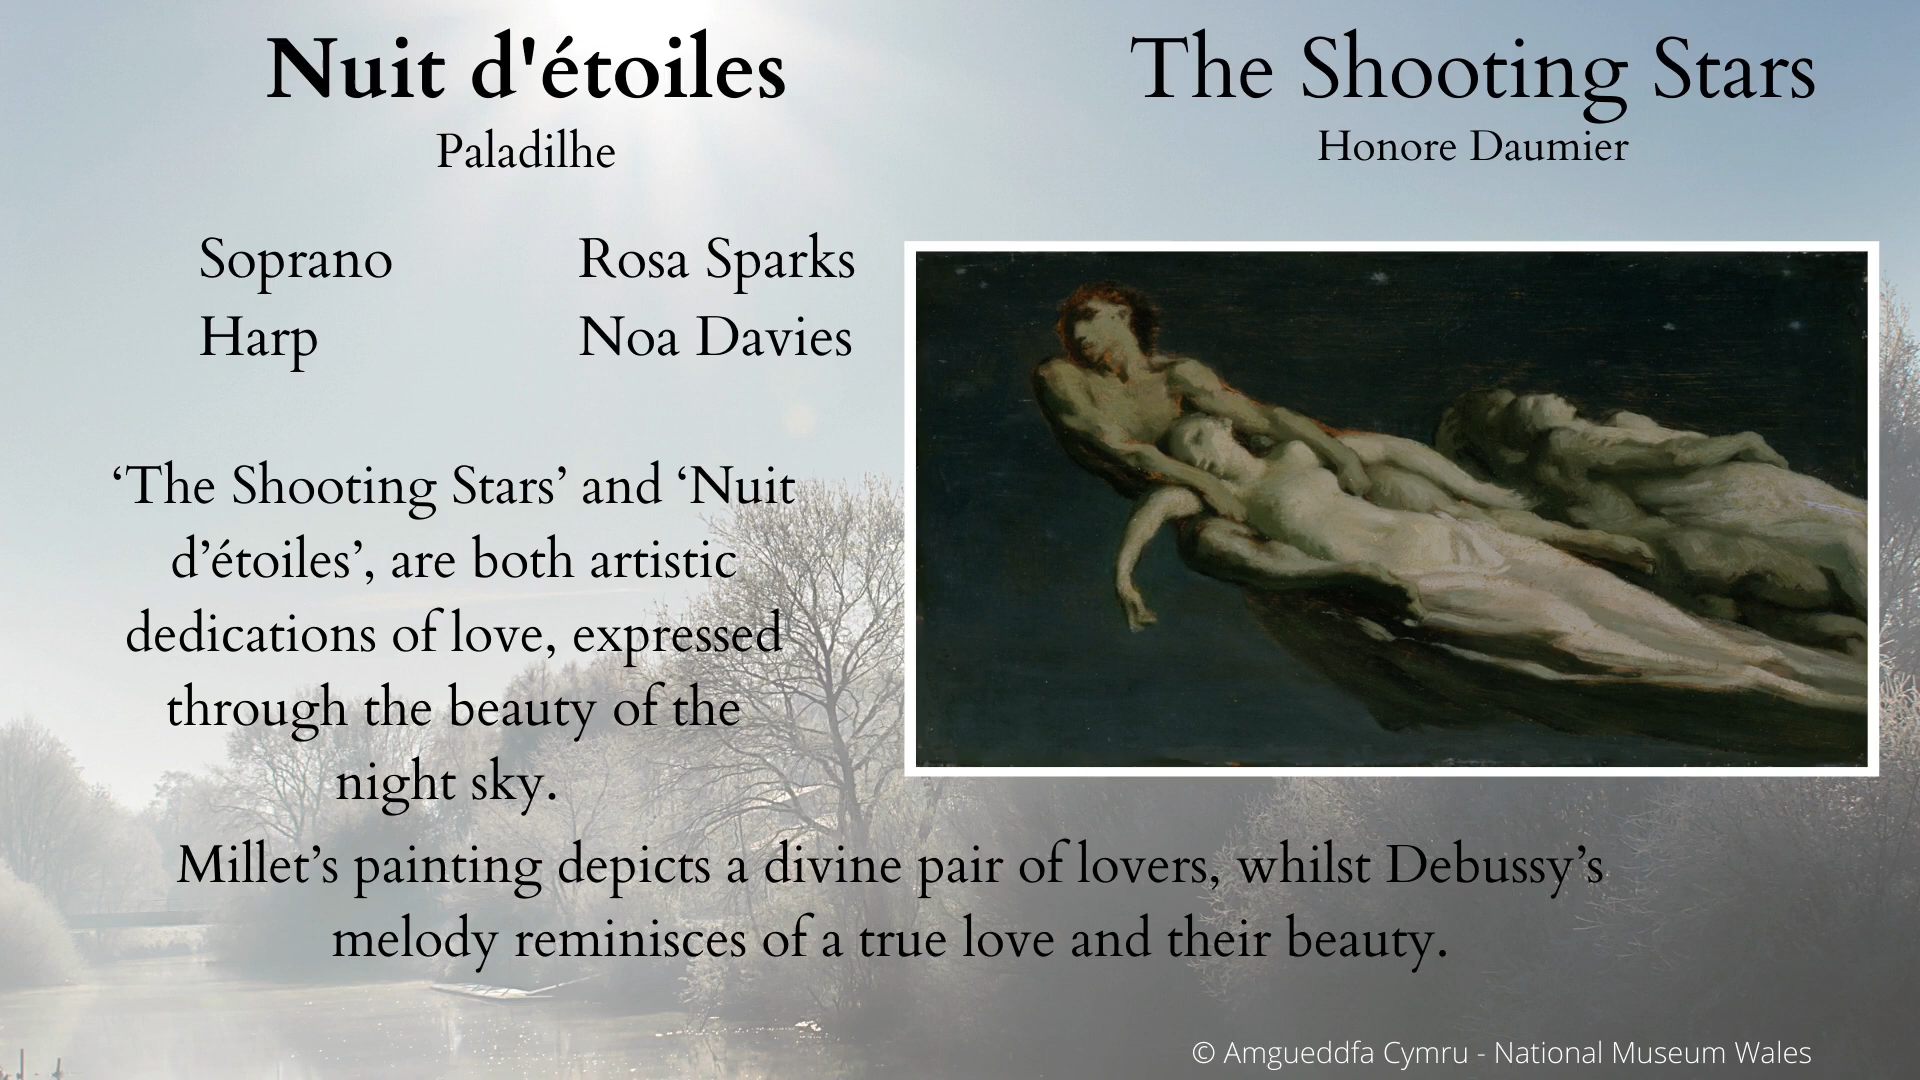 Nuit d'étoiles
Paladilhe
Soprano Rosa Sparks
Harp Noa Davies
‘The Shooting Stars’ and ‘Nuit
d’étoiles’, are both artistic
dedications of love, expressed
through the beauty of the
night sky.
Millet’s painting depicts a divine pair of lovers, whilst Debussy’s
melody reminisces of a true love and their beauty.
The Shooting Stars
Honore Daumier
© Amgueddfa Cymru - National Museum Wales